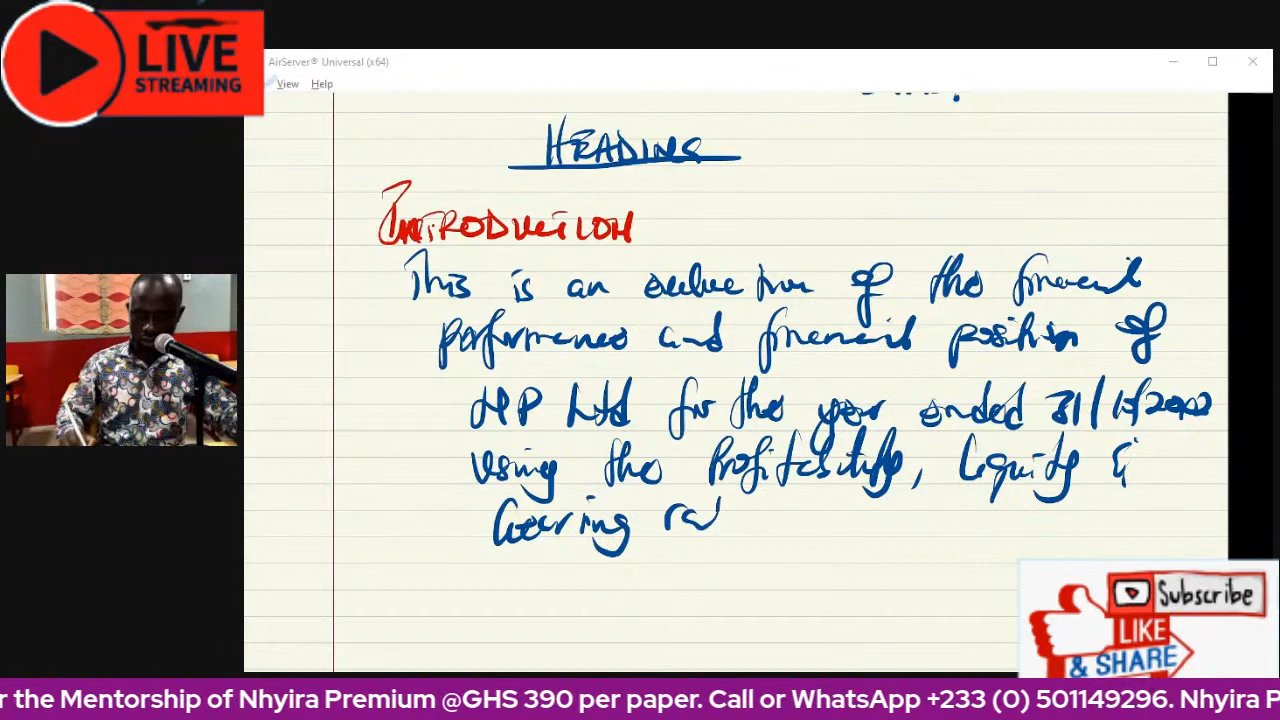 LIVE
STREAMING
AirServer® Universal (x64)
View Help
HEADING
INTRODUCTION
This is an evaluation of the financial
performance and financial position of
Ltd for the year ended 31/12/2022
using the Profitability, Liquidity &
Gearing rat
Subscribe
LIKE
& SHARE
r the Mentorship of Nhyira Premium @GHS 390 per paper. Call or WhatsApp +233 (0) 501149296. Nhyira P